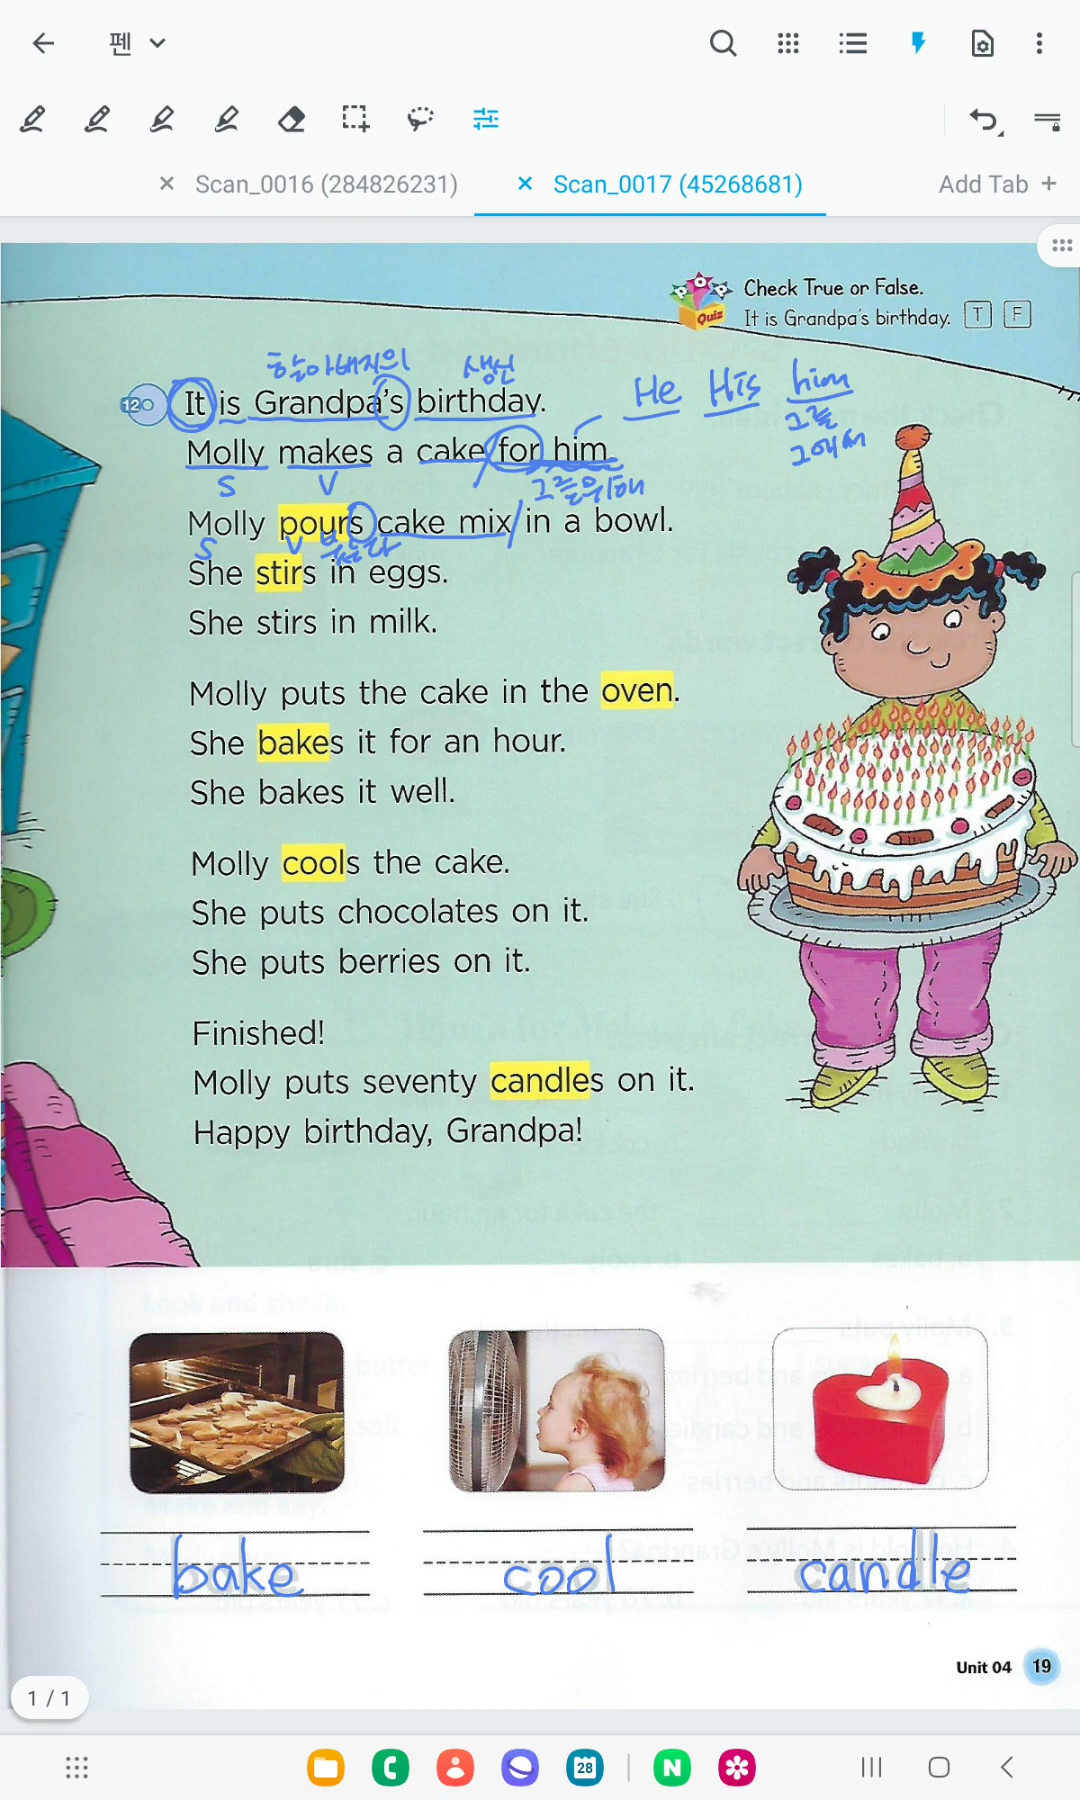 펜
Scan_0016 (284826231)
Scan_0017 (45268681)
Add Tab +
POP Quiz
Check True or False.
It is Grandpa's birthday. T F
할아버지의 생신
He His him
그를
그에게
120
It is Grandpa's birthday.
Molly makes a cake for him.
S V 그를 위해
Molly pours cake mix in a bowl.
S V 붓는다
She stirs in eggs.
She stirs in milk.
Molly puts the cake in the oven.
She bakes it for an hour.
She bakes it well.
Molly cools the cake.
She puts chocolates on it.
She puts berries on it.
Finished!
Molly puts seventy candles on it.
Happy birthday, Grandpa!
bake cool candle
Unit 04 19
1 / 1
28
N